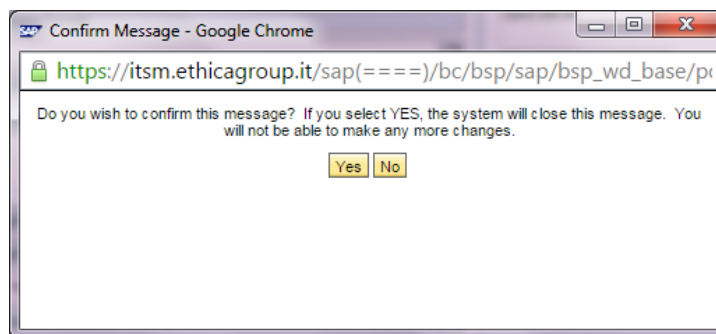 SAP Confirm Message - Google Chrome
https://itsm.ethicagroup.it/sap(====)/bc/bsp/sap/bsp_wd_base/po
Do you wish to confirm this message? If you select YES, the system will close this message. You
will not be able to make any more changes.
Yes No